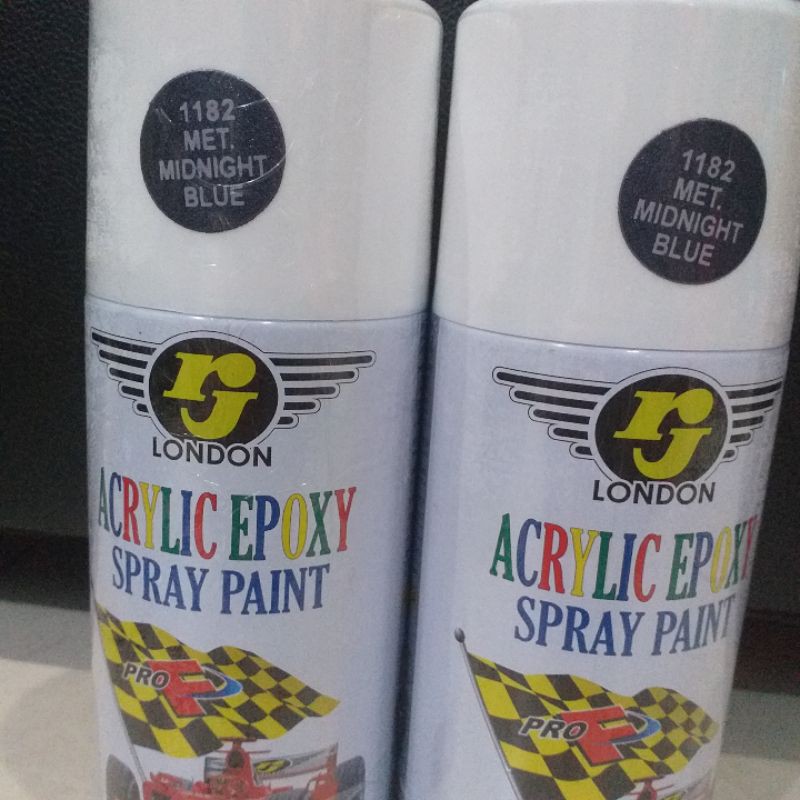 1182
MET.
MIDNIGHT
BLUE
rJ
LONDON
ACRYLIC EPOXY
SPRAY PAINT
PRO
1182
MET.
MIDNIGHT
BLUE
rJ
LONDON
ACRYLIC EPOXY
SPRAY PAINT
PRO